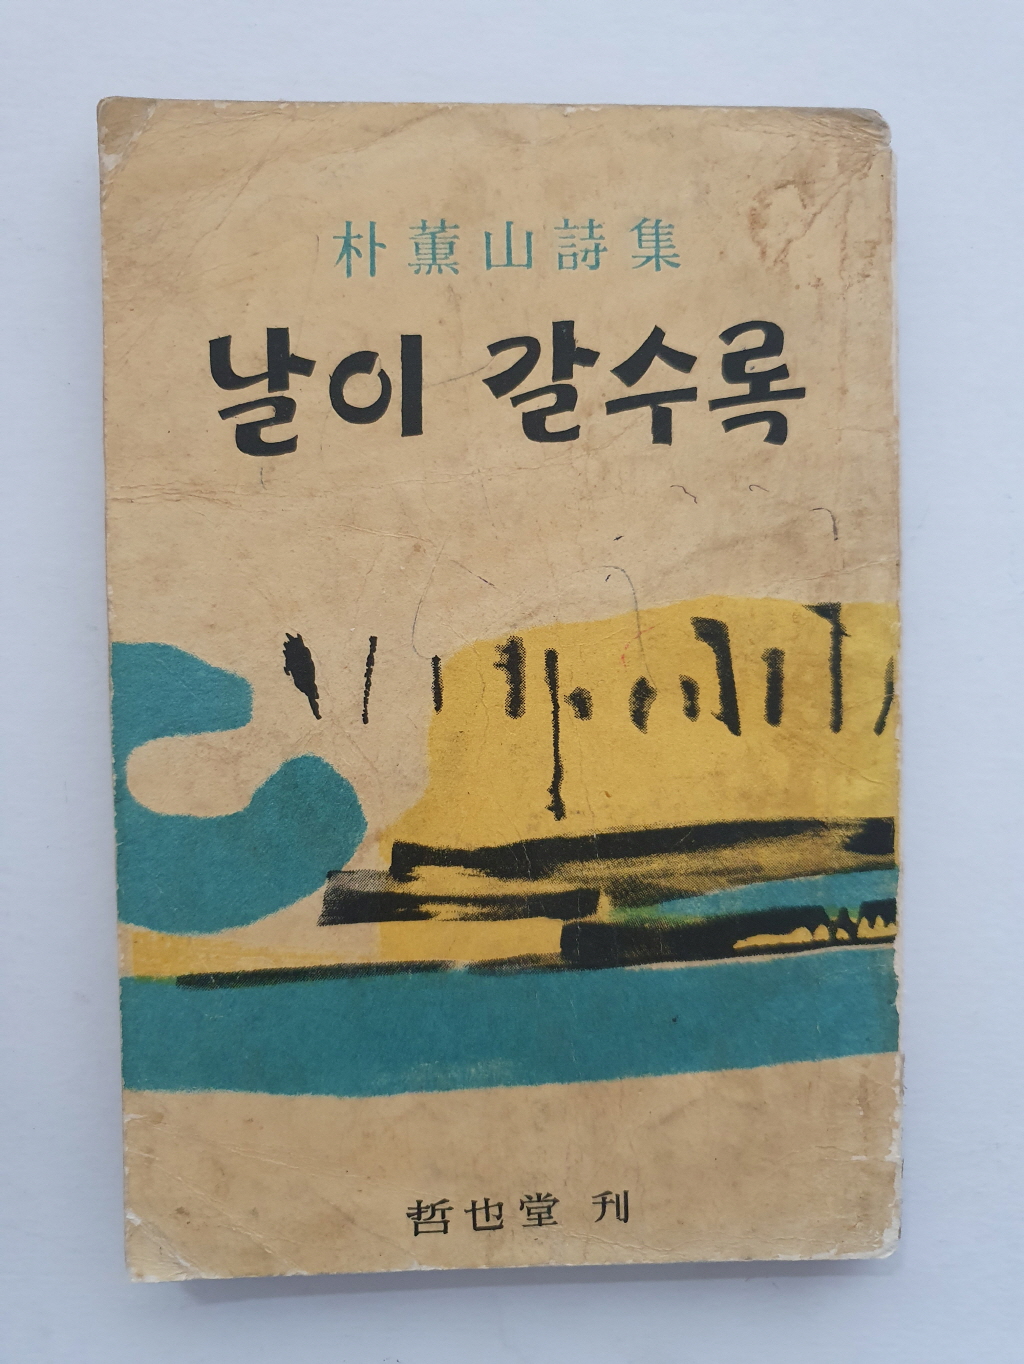 朴薰山詩集
날이 갈수록
哲也堂 刊